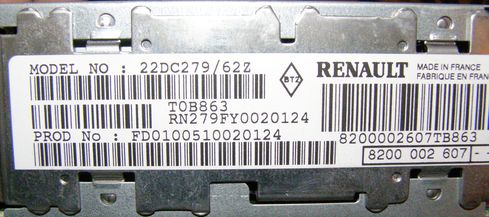 MODEL NO : 22DC279/62Z
BTZ
RENAULT
MADE IN FRANCE
FABRIQUE EN FRAN
T0B863
RN279FY0020124
PROD No : FD0100510020124
8200002607TB863
8200 002 607 - -